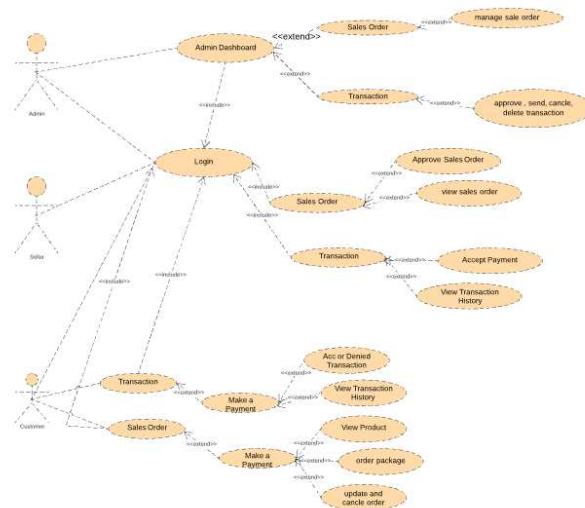 Sales Order
<<extend>>
manage sale order
<<extend>>
Admin Dashboard
<<extend>>
Admin
Transaction
<<extend>>
approve , send, cancle,
delete transaction
<<include>>
Login
Approve Sales Order
<<include>>
<<extend>>
Sales Order
<<extend>>
view sales order
<<include>>
Transaction
<<extend>>
Accept Payment
<<extend>>
View Transaction
History
<<include>>
<<include>>
Transaction
Acc or Denied
Transaction
<<extend>>
<<extend>>
Make a
Payment
<<extend>>
View Transaction
History
Customer
Sales Order
<<extend>>
Make a
Payment
<<extend>>
View Product
<<extend>>
order package
<<extend>>
update and
cancle order